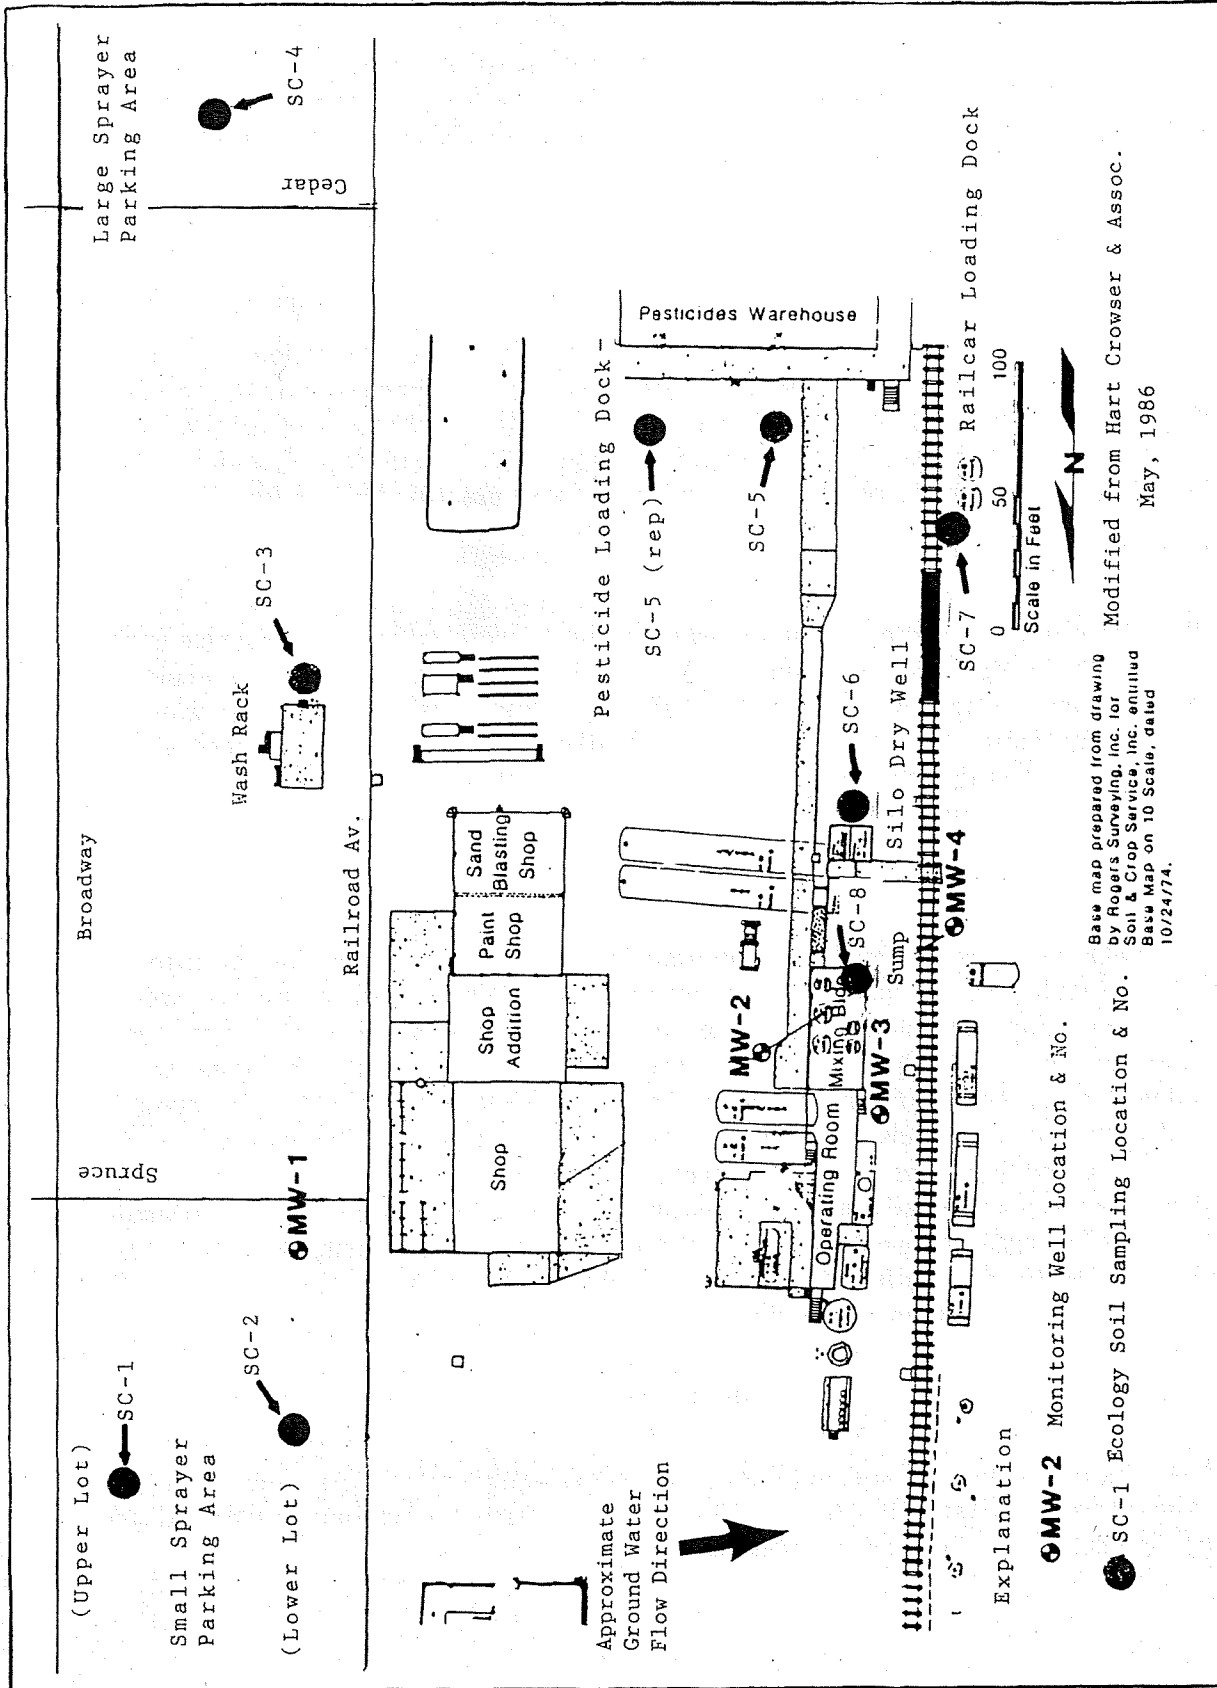 (Upper Lot)
SC-1
Small Sprayer
Parking Area
(Lower Lot)
SC-2
Spruce
MW-1
Broadway
Railroad Av.
Wash Rack
SC-3
Large Sprayer
Parking Area
SC-4
Cedar
Shop
Shop
Addition
Paint
Shop
Sand
Blasting
Shop
Pesticide Loading Dock
SC-5 (rep)
SC-5
Pesticides Warehouse
Approximate
Ground Water
Flow Direction
Operating Room
Mixing Bldg
MW-2
MW-3
SC-8
Sump
MW-4
Silo Dry Well
SC-6
SC-7
Railcar Loading Dock
0 50 100
Scale in Feet
N
Explanation
MW-2 Monitoring Well Location & No.
SC-1 Ecology Soil Sampling Location & No.
Base map prepared from drawing
by Rogers Surveying, Inc. for
Soil & Crop Service, Inc. entitled
Base Map on 10 Scale, dated
10/24/74.
Modified from Hart Crowser & Assoc.
May, 1986